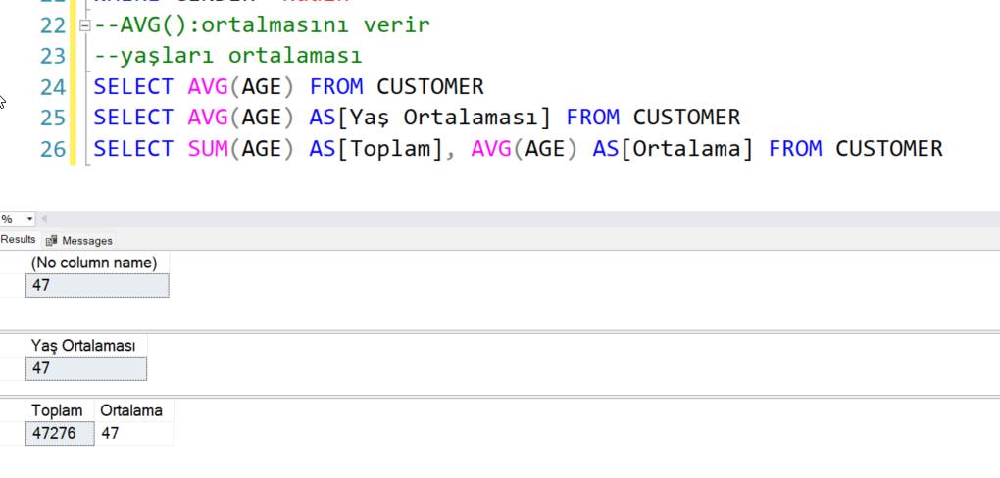 22 --AVG():ortalmasını verir
23 --yaşları ortalaması
24 SELECT AVG(AGE) FROM CUSTOMER
25 SELECT AVG(AGE) AS[Yaş Ortalaması] FROM CUSTOMER
26 SELECT SUM(AGE) AS[Toplam], AVG(AGE) AS[Ortalama] FROM CUSTOMER
%
Results Messages
(No column name)
47
Yaş Ortalaması
47
Toplam Ortalama
47276 47